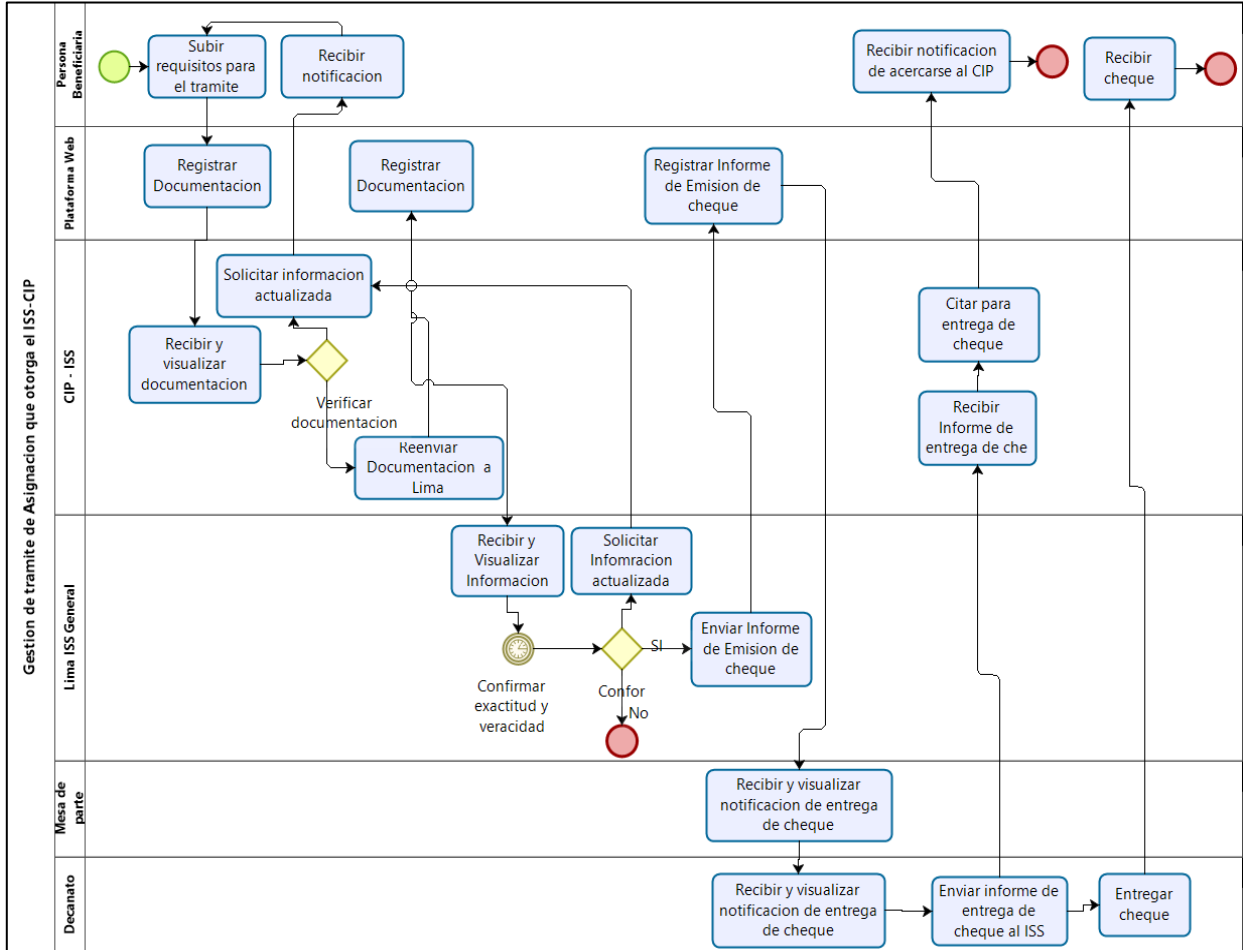 Gestion de tramite de Asignacion que otorga el ISS-CIP
Persona
Beneficiaria
Subir
requisitos para
el tramite
Recibir
notificacion
Recibir notificacion
de acercarse al CIP
Recibir
cheque
Plataforma Web
Registrar
Documentacion
Registrar
Documentacion
Registrar Informe
de Emision de
cheque
CIP - ISS
Solicitar informacion
actualizada
Recibir y
visualizar
documentacion
Verificar
documentacion
Reenviar
Documentacion a
Lima
Citar para
entrega de
cheque
Recibir
Informe de
entrega de che
Lima ISS General
Recibir y
Visualizar
Informacion
Solicitar
Infomracion
actualizada
Confirmar
exactitud y
veracidad
SI
Confor
No
Enviar Informe
de Emision de
cheque
Mesa de
parte
Recibir y visualizar
notificacion de entrega
de cheque
Decanato
Recibir y visualizar
notificacion de entrega
de cheque
Enviar informe de
entrega de
cheque al ISS
Entregar
cheque